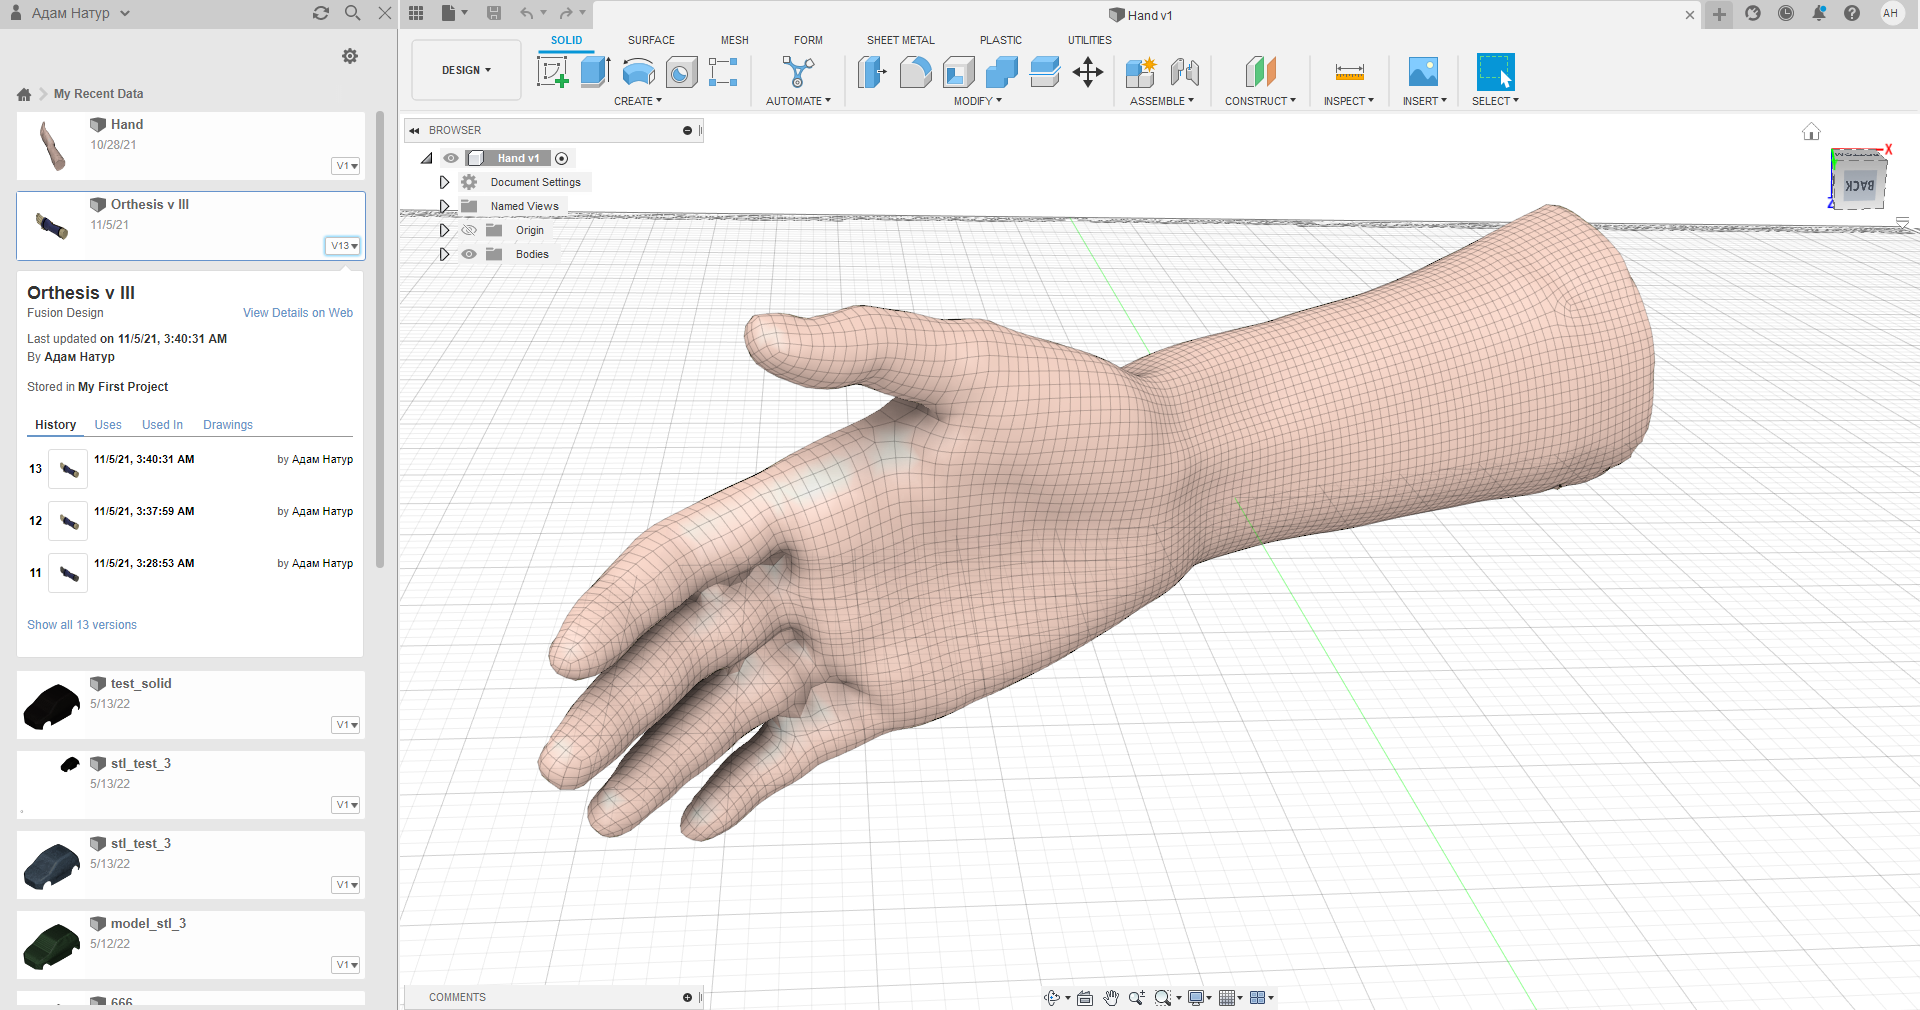 Адам Натур
Hand v1
AH
My Recent Data
Hand
10/28/21
V1
Orthesis v III
11/5/21
V13
Orthesis v III
Fusion Design
View Details on Web
Last updated on 11/5/21, 3:40:31 AM
By Адам Натур
Stored in My First Project
History Uses Used In Drawings
13 11/5/21, 3:40:31 AM by Адам Натур
12 11/5/21, 3:37:59 AM by Адам Натур
11 11/5/21, 3:28:53 AM by Адам Натур
Show all 13 versions
test_solid
5/13/22
V1
stl_test_3
5/13/22
V1
stl_test_3
5/13/22
V1
model_stl_3
5/12/22
V1
666
DESIGN
SOLID SURFACE MESH FORM SHEET METAL PLASTIC UTILITIES
CREATE AUTOMATE MODIFY ASSEMBLE CONSTRUCT INSPECT INSERT SELECT
BROWSER
Hand v1
Document Settings
Named Views
Origin
Bodies
X
BACK
COMMENTS